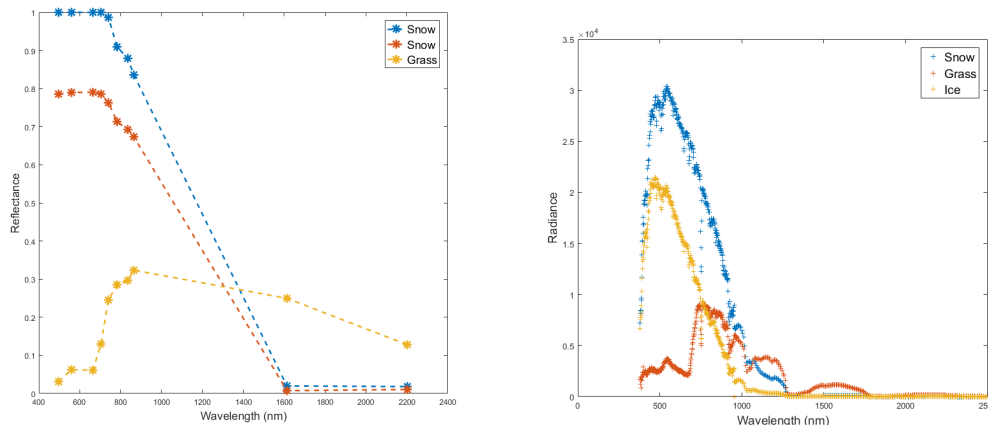 1
0.9
0.8
0.7
0.6
0.5
0.4
0.3
0.2
0.1
0
400 600 800 1000 1200 1400 1600 1800 2000 2200 2400
Reflectance
Wavelength (nm)
Snow
Snow
Grass
×10⁴
3.5
3
2.5
2
1.5
1
0.5
0
0 500 1000 1500 2000 2500
Radiance
Wavelength (nm)
Snow
Grass
Ice